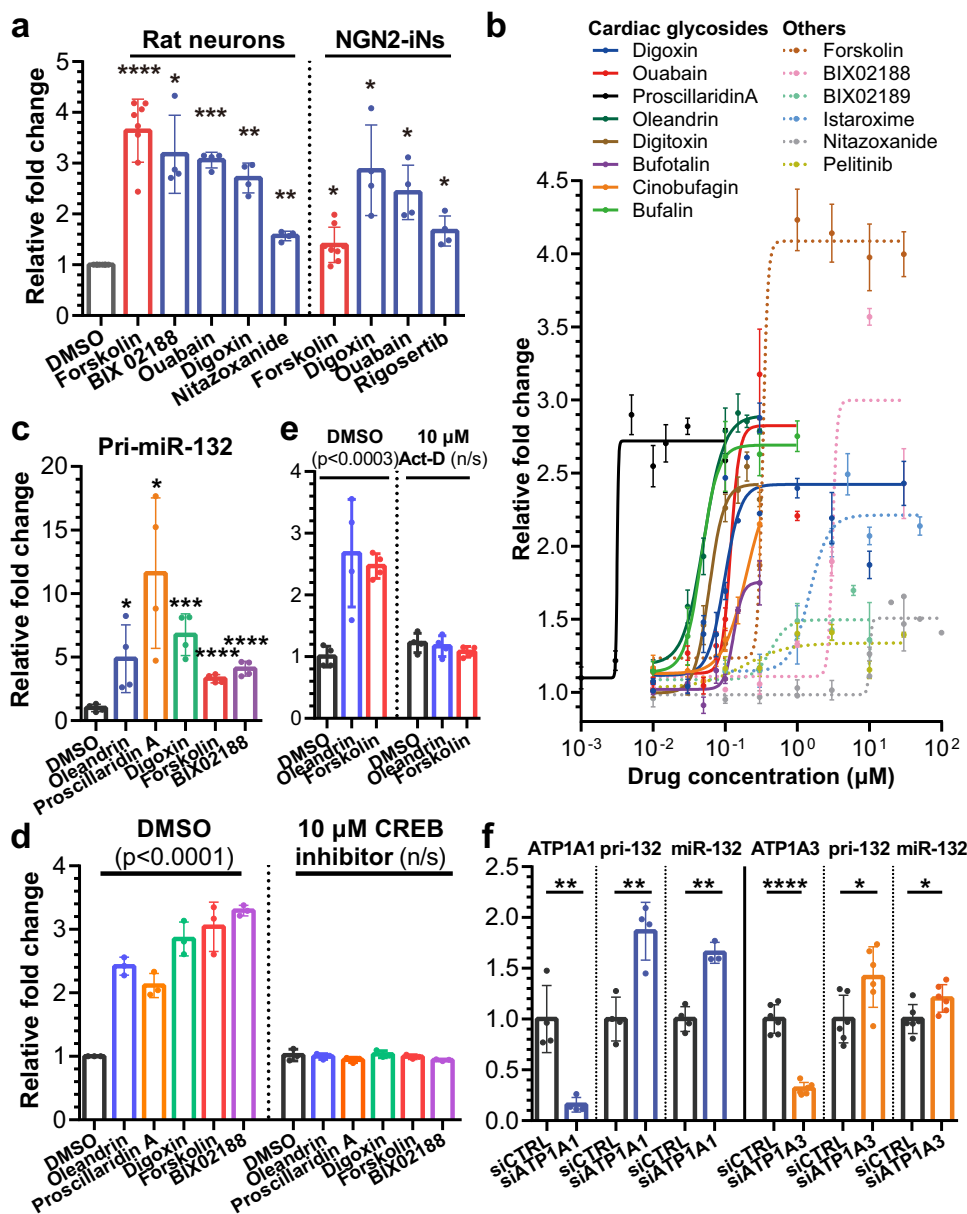 a
Rat neurons
NGN2-iNs
Relative fold change
5
4
3
2
1
0
****
*
***
**
**
*
*
*
*
DMSO
Forskolin
BIX 02188
Ouabain
Digoxin
Nitazoxanide
Forskolin
Digoxin
Ouabain
Rigosertib
b
Cardiac glycosides
Digoxin
Ouabain
ProscillaridinA
Oleandrin
Digitoxin
Bufotalin
Cinobufagin
Bufalin
Others
Forskolin
BIX02188
BIX02189
Istaroxime
Nitazoxanide
Pelitinib
Relative fold change
4.5
4.0
3.5
3.0
2.5
2.0
1.5
1.0
10⁻³
10⁻²
10⁻¹
10⁰
10¹
10²
Drug concentration (µM)
c
Pri-miR-132
Relative fold change
20
15
10
5
0
*
*
***
****
****
DMSO
Oleandrin
Proscillaridin A
Digoxin
Forskolin
BIX02188
e
DMSO
(p<0.0003)
10 µM
Act-D (n/s)
4
3
2
1
0
DMSO
Oleandrin
Forskolin
DMSO
Oleandrin
Forskolin
d
DMSO
(p<0.0001)
10 µM CREB
inhibitor (n/s)
Relative fold change
4
3
2
1
0
DMSO
Oleandrin
Proscillaridin A
Digoxin
Forskolin
BIX02188
DMSO
Oleandrin
Proscillaridin A
Digoxin
Forskolin
BIX02188
f
ATP1A1 pri-132 miR-132 ATP1A3 pri-132 miR-132
** ** ** **** * *
2.5
2.0
1.5
1.0
0.5
0.0
siCTRL
siATP1A1
siCTRL
siATP1A1
siCTRL
siATP1A1
siCTRL
siATP1A3
siCTRL
siATP1A3
siCTRL
siATP1A3